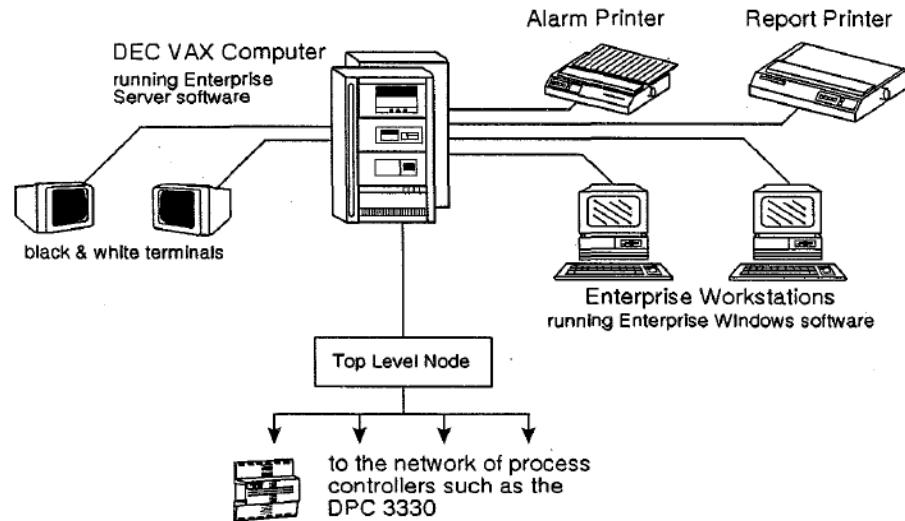 Alarm Printer
Report Printer
DEC VAX Computer
running Enterprise
Server software
black & white terminals
Enterprise Workstations
running Enterprise Windows software
Top Level Node
to the network of process
controllers such as the
DPC 3330